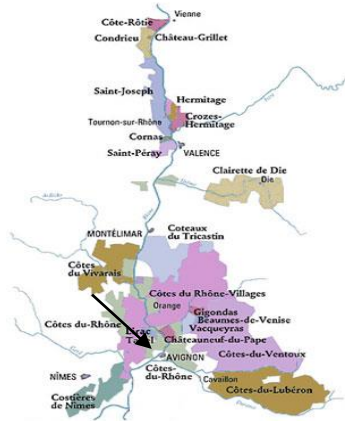 Vienne
Côte-Rôtie
Condrieu
Château-Grillet
Saint-Joseph
Hermitage
Tournon-sur-Rhône
Crozes-
Hermitage
Cornas
Saint-Péray
VALENCE
Clairette de Die
Die
MONTÉLIMAR
Coteaux
du Tricastin
Côtes
du Vivarais
Côtes du Rhône-Villages
Orange
Gigondas
Beaumes-de-Venise
Vacqueyras
Côtes du-Rhône
Lirac
Châteauneuf-du-Pape
AVIGNON
Côtes-du-Ventoux
Côtes-
du-Rhône
NÎMES
Cavaillon
Costières
de Nîmes
Côtes-du-Lubéron